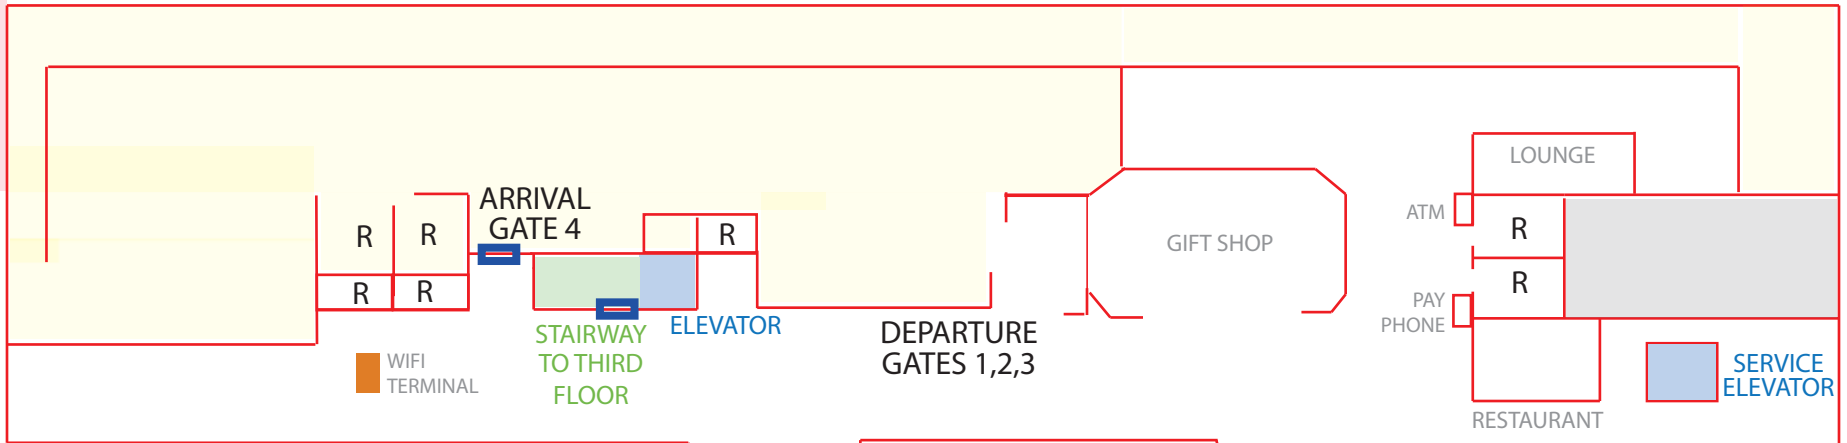 ARRIVAL
GATE 4
R
R
R
R
R
STAIRWAY
TO THIRD
FLOOR
ELEVATOR
WIFI
TERMINAL
DEPARTURE
GATES 1,2,3
GIFT SHOP
LOUNGE
ATM
R
R
PAY
PHONE
RESTAURANT
SERVICE
ELEVATOR